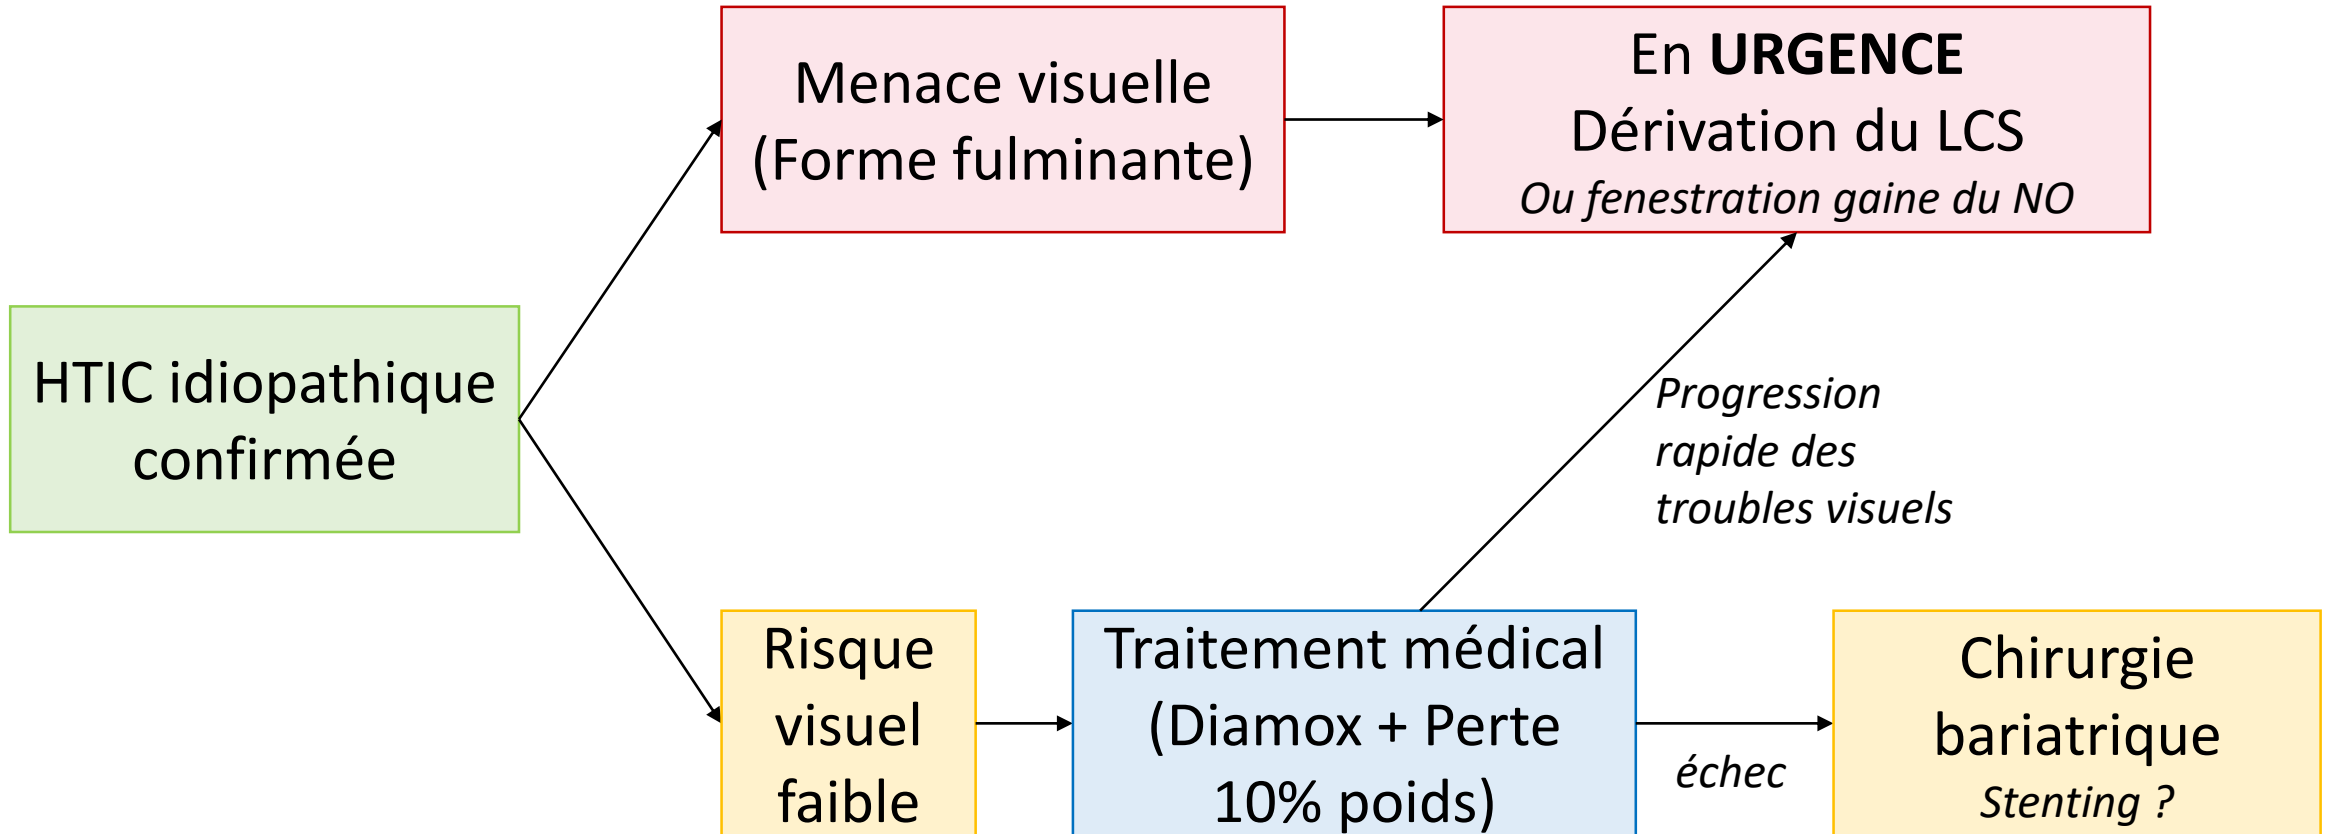 Menace visuelle
(Forme fulminante)
En URGENCE
Dérivation du LCS
Ou fenestration gaine du NO
HTIC idiopathique
confirmée
Progression
rapide des
troubles visuels
Risque
visuel
faible
Traitement médical
(Diamox + Perte
10% poids)
échec
Chirurgie
bariatrique
Stenting ?